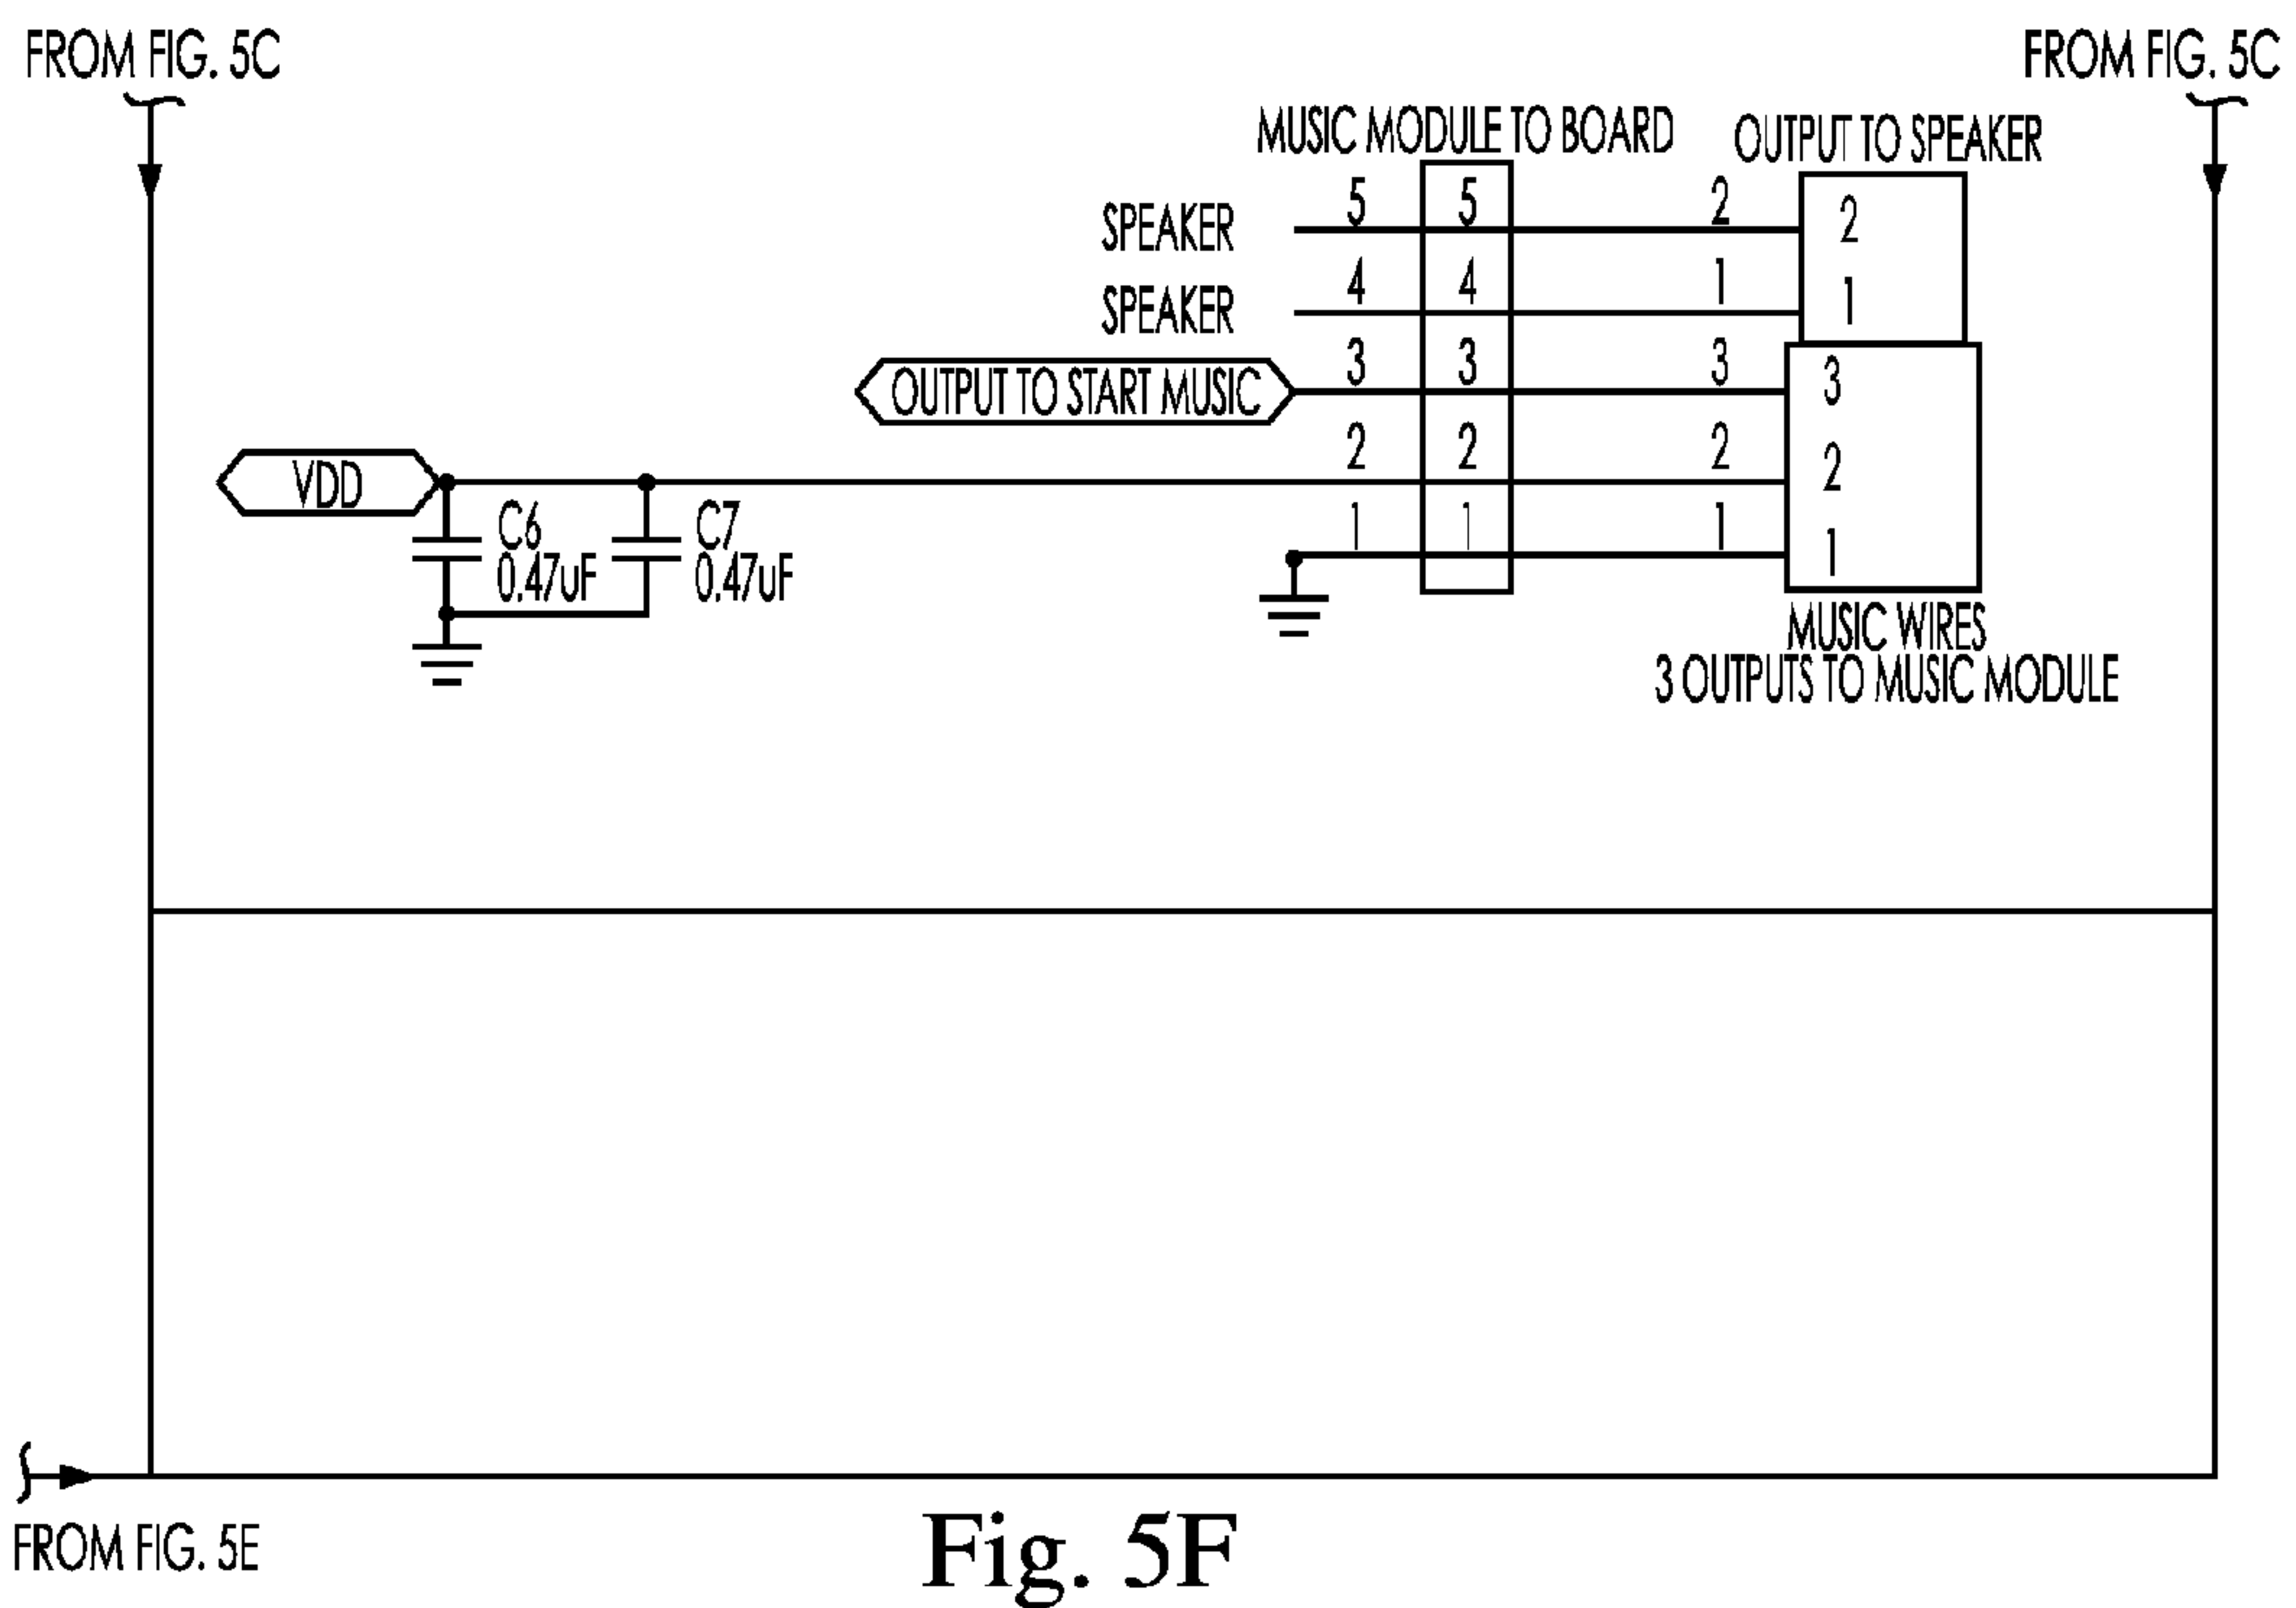 FROM FIG. 5C
FROM FIG. 5C
MUSIC MODULE TO BOARD
OUTPUT TO SPEAKER
SPEAKER 5 5 2 2
SPEAKER 4 4 1 1
OUTPUT TO START MUSIC 3 3 3 3
VDD 2 2 2 2
1 1 1 1
C6
0.47uF
C7
0.47uF
MUSIC WIRES
3 OUTPUTS TO MUSIC MODULE
FROM FIG. 5E
Fig. 5F